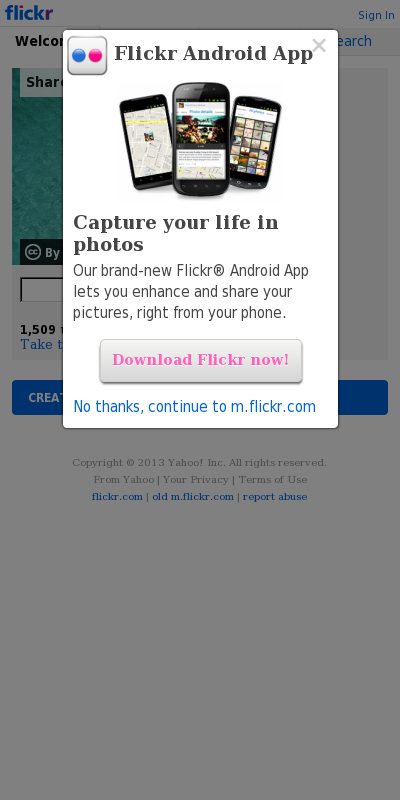 flickr
Sign In
Welcom
earch
Share
Flickr Android App
×
Capture your life in
photos
Our brand-new Flickr® Android App
lets you enhance and share your
pictures, right from your phone.
Download Flickr now!
No thanks, continue to m.flickr.com
cc By
1,509
Take t
CREAT
Copyright © 2013 Yahoo! Inc. All rights reserved.
From Yahoo | Your Privacy | Terms of Use
flickr.com | old m.flickr.com | report abuse